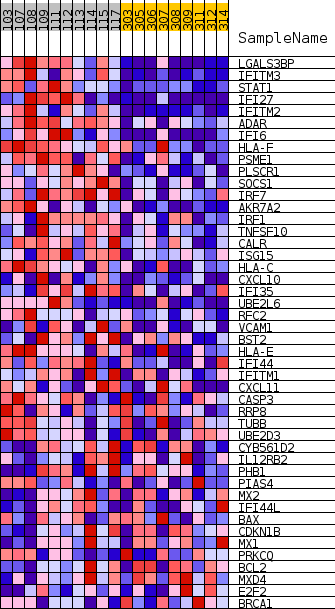 103 107 108 109 111 112 113 114 115 117 303 305 306 307 308 309 311 312 314
SampleName
LGALS3BP
IFITM3
STAT1
IFI27
IFITM2
ADAR
IFI6
HLA-F
PSME1
PLSCR1
SOCS1
IRF7
AKR7A2
IRF1
TNFSF10
CALR
ISG15
HLA-C
CXCL10
IFI35
UBE2L6
RFC2
VCAM1
BST2
HLA-E
IFI44
IFITM1
CXCL11
CASP3
RRP8
TUBB
UBE2D3
CYB561D2
IL12RB2
PHB1
PIAS4
MX2
IFI44L
BAX
CDKN1B
MX1
PRKCQ
BCL2
MXD4
E2F2
BRCA1